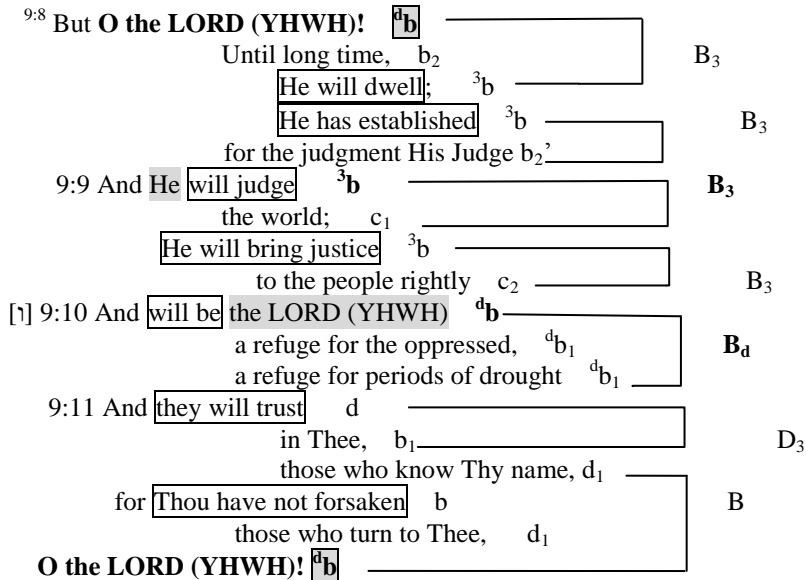 9:8 But O the LORD (YHWH)! ᵈb
Until long time, b₂ B₃
He will dwell; ³b
He has established ³b B₃
for the judgment His Judge b₂’
9:9 And He will judge ³b B₃
the world; c₁
He will bring justice ³b
to the people rightly c₂ B₃
[ו] 9:10 And will be the LORD (YHWH) ᵈb
a refuge for the oppressed, ᵈb₁ B_d
a refuge for periods of drought ᵈb₁
9:11 And they will trust d
in Thee, b₁ D₃
those who know Thy name, d₁
for Thou have not forsaken b B
those who turn to Thee, d₁
O the LORD (YHWH)! ᵈb